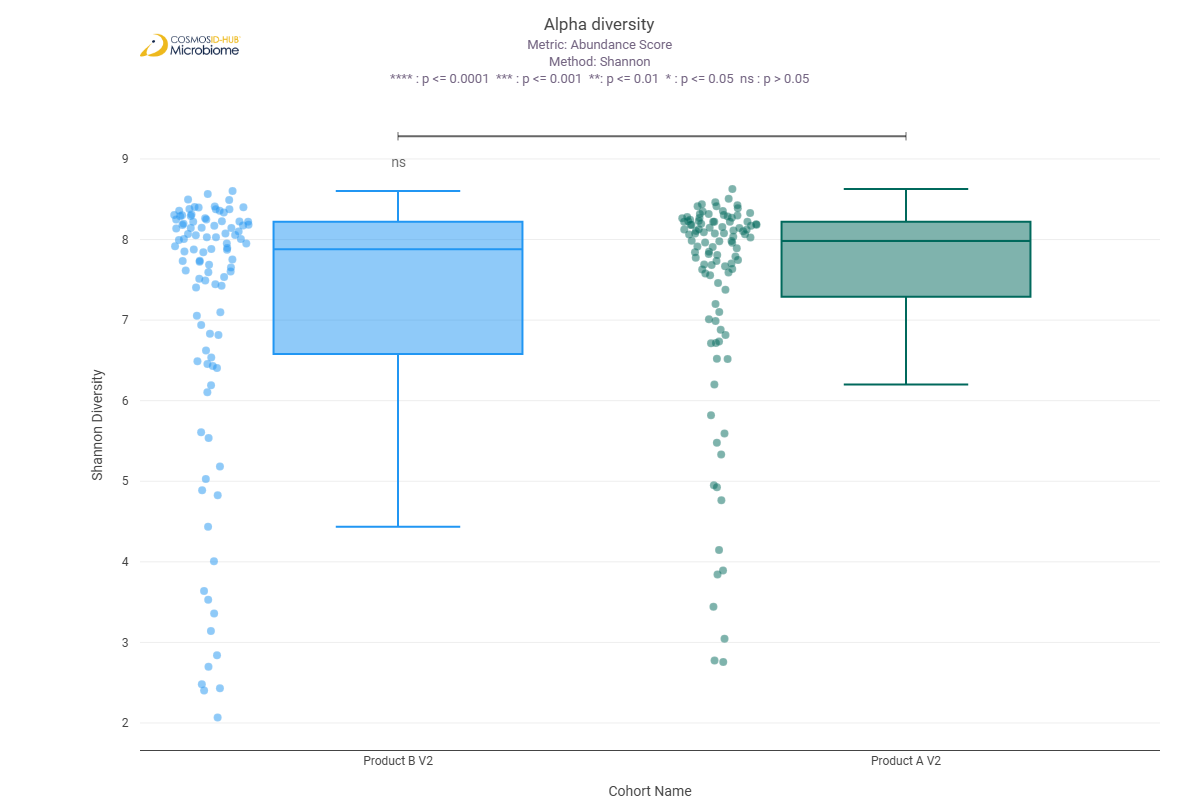 Alpha diversity
COSMOSID-HUB
Microbiome
Metric: Abundance Score
Method: Shannon
**** : p <= 0.0001 *** : p <= 0.001 **: p <= 0.01 * : p <= 0.05 ns : p > 0.05
ns
9
8
7
6
5
4
3
2
Shannon Diversity
Product B V2
Product A V2
Cohort Name